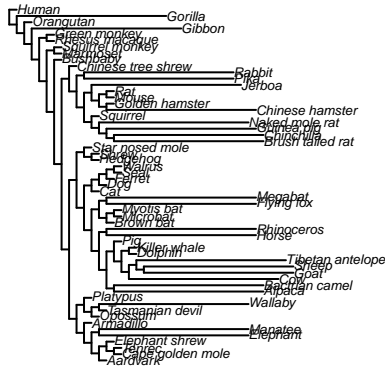 Human
Gorilla
Orangutan
Gibbon
Green monkey
Rhesus macaque
Squirrel monkey
Marmoset
Bushbaby
Chinese tree shrew
Rabbit
Pika
Jerboa
Rat
Mouse
Golden hamster
Chinese hamster
Squirrel
Naked mole rat
Guinea pig
Chinchilla
Brush tailed rat
Star nosed mole
Shrew
Hedgehog
Walrus
Seal
Ferret
Dog
Cat
Megabat
Flying fox
Myotis bat
Microbat
Brown bat
Rhinoceros
Horse
Pig
Killer whale
Dolphin
Tibetan antelope
Sheep
Goat
Cow
Bactrian camel
Alpaca
Platypus
Wallaby
Tasmanian devil
Opossum
Armadillo
Manatee
Elephant
Elephant shrew
Tenrec
Cape golden mole
Aardvark